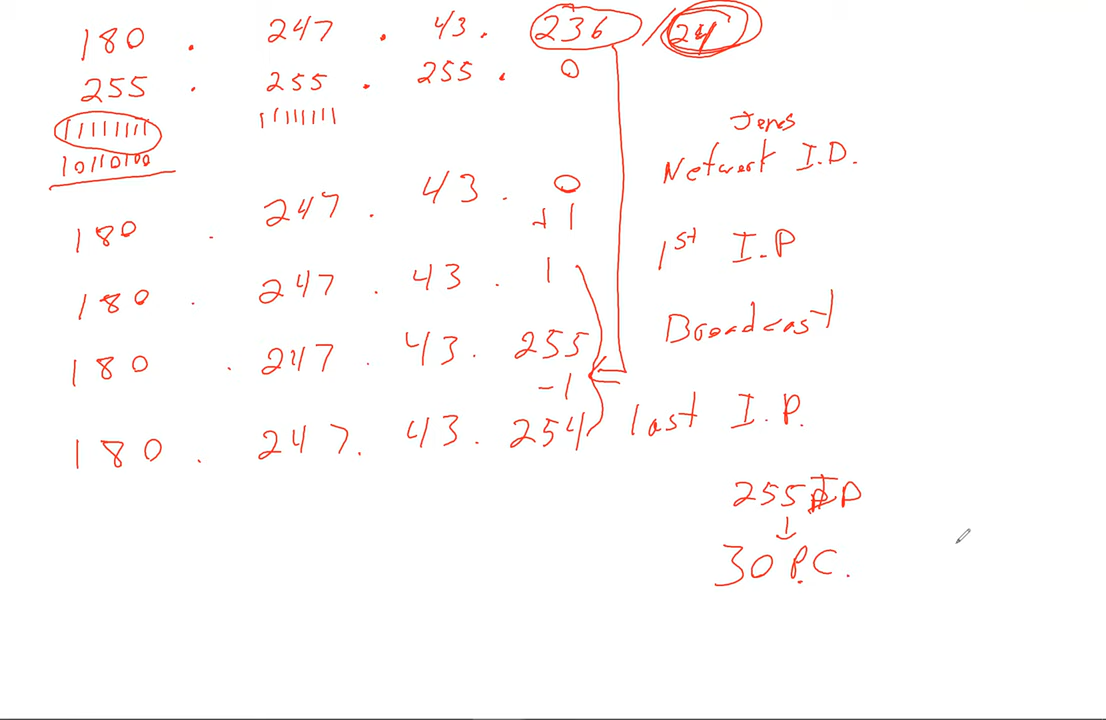 180 . 247 . 43 . 236 / 24
255 . 255 . 255 . 0
11111111 11111111
10110100
Jenes
Network I.D.
180 . 247 . 43 . 0
+ 1
1st I.P
180 . 247 . 43 . 1
Broadcast
180 . 247 . 43 . 255
-1
180 . 247 . 43 . 254 last I.P.
255 IP
30 P.C.